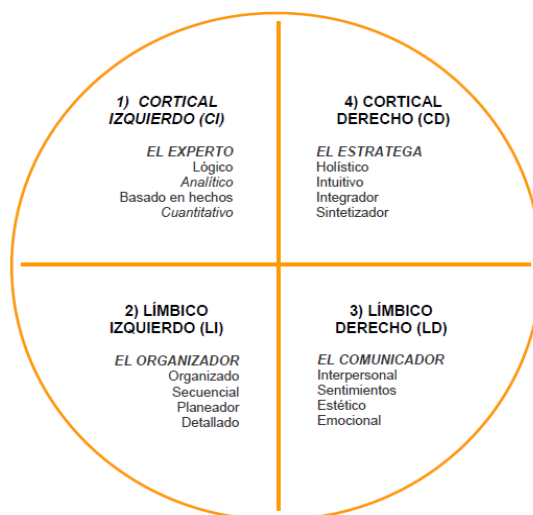 1) CORTICAL
IZQUIERDO (CI)
EL EXPERTO
Lógico
Analítico
Basado en hechos
Cuantitativo
4) CORTICAL
DERECHO (CD)
EL ESTRATEGA
Holístico
Intuitivo
Integrador
Sintetizador
2) LÍMBICO
IZQUIERDO (LI)
EL ORGANIZADOR
Organizado
Secuencial
Planeador
Detallado
3) LÍMBICO
DERECHO (LD)
EL COMUNICADOR
Interpersonal
Sentimientos
Estético
Emocional